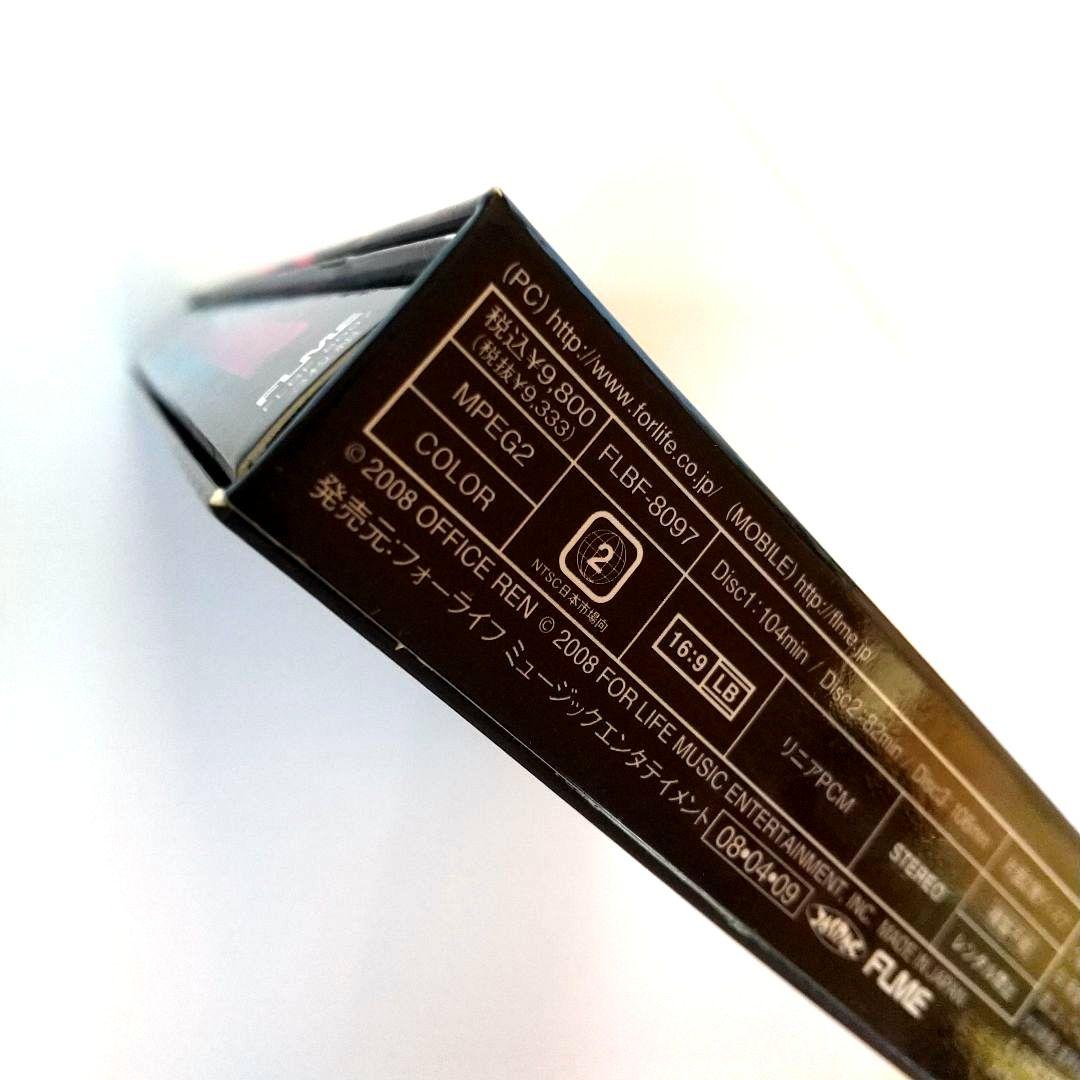 (PC) http://www.forlife.co.jp/ (MOBILE) http://flme.jp/
税込¥9,800
(税抜¥9,333)
FLBF-8097
Disc1:104min / Disc2:82min /
MPEG2
COLOR
2
NTSC日本市場向
16:9 LB
リニアPCM
STEREO
© 2008 OFFICE REN © 2008 FOR LIFE MUSIC ENTERTAINMENT, INC. MADE IN JAPAN
発売元:フォーライフ ミュージックエンタテイメント
08•04•09
FLME
FLME